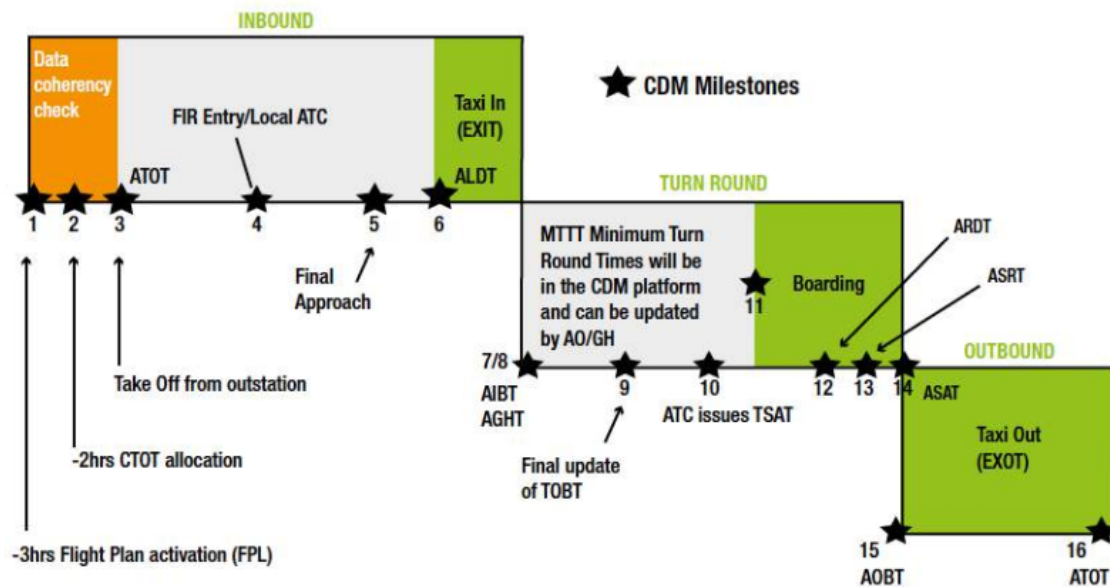 INBOUND
Data
coherency
check
FIR Entry/Local ATC
Taxi In
(EXIT)
CDM Milestones
ATOT
ALDT
TURN ROUND
1
2
3
4
5
6
Final
Approach
MTTT Minimum Turn
Round Times will be
in the CDM platform
and can be updated
by AO/GH
11
Boarding
ARDT
ASRT
OUTBOUND
Take Off from outstation
7/8
AIBT
AGHT
9
10
ATC issues TSAT
12
13
14
ASAT
Final update
of TOBT
-2hrs CTOT allocation
Taxi Out
(EXOT)
-3hrs Flight Plan activation (FPL)
15
AOBT
16
ATOT